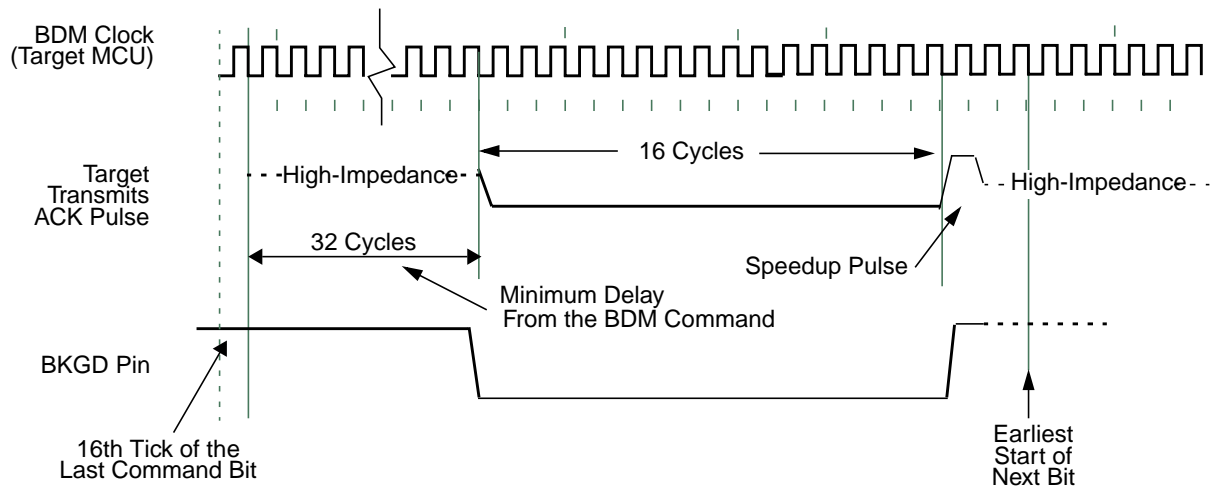 BDM Clock
(Target MCU)
16 Cycles
Target
Transmits
ACK Pulse
High-Impedance
High-Impedance
32 Cycles
Speedup Pulse
Minimum Delay
From the BDM Command
BKGD Pin
16th Tick of the
Last Command Bit
Earliest
Start of
Next Bit